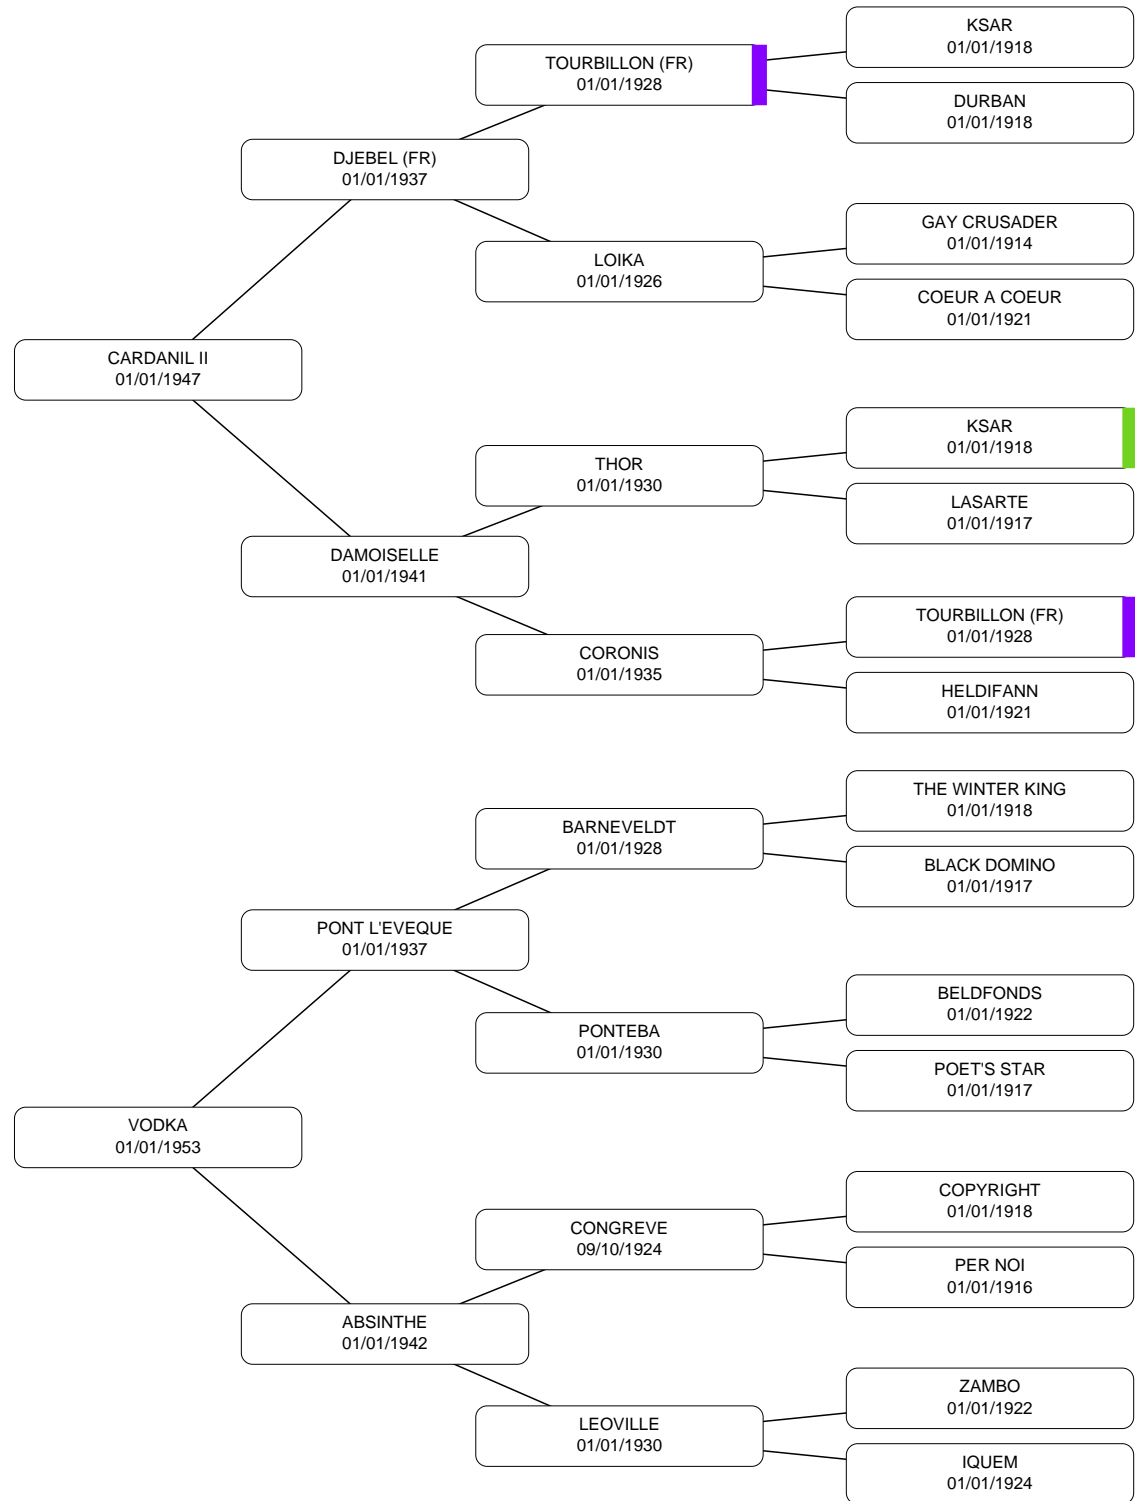 KSAR
01/01/1918
TOURBILLON (FR)
01/01/1928
DURBAN
01/01/1918
DJEBEL (FR)
01/01/1937
GAY CRUSADER
01/01/1914
LOIKA
01/01/1926
COEUR A COEUR
01/01/1921
CARDANIL II
01/01/1947
KSAR
01/01/1918
THOR
01/01/1930
LASARTE
01/01/1917
DAMOISELLE
01/01/1941
TOURBILLON (FR)
01/01/1928
CORONIS
01/01/1935
HELDIFANN
01/01/1921
THE WINTER KING
01/01/1918
BARNEVELDT
01/01/1928
BLACK DOMINO
01/01/1917
PONT L'EVEQUE
01/01/1937
BELDFONDS
01/01/1922
PONTEBA
01/01/1930
POET'S STAR
01/01/1917
VODKA
01/01/1953
COPYRIGHT
01/01/1918
CONGREVE
09/10/1924
PER NOI
01/01/1916
ABSINTHE
01/01/1942
ZAMBO
01/01/1922
LEOVILLE
01/01/1930
IQUEM
01/01/1924